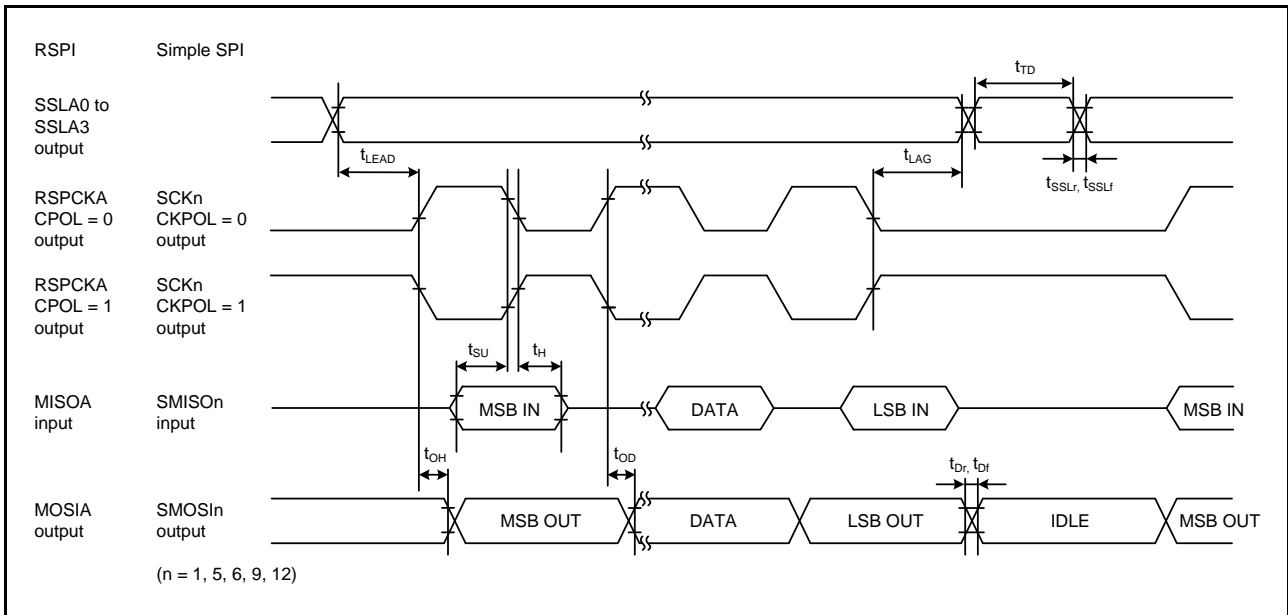 RSPI Simple SPI
tTD
SSLA0 to
SSLA3
output
tLEAD
tLAG
tSSLr, tSSLf
RSPCKA SCKn
CPOL = 0 CKPOL = 0
output output
RSPCKA SCKn
CPOL = 1 CKPOL = 1
output output
tSU tH
MISOA SMISOn
input input
MSB IN DATA LSB IN MSB IN
tOH tOD tDr, tDf
MOSIA SMOSIn
output output
MSB OUT DATA LSB OUT IDLE MSB OUT
(n = 1, 5, 6, 9, 12)